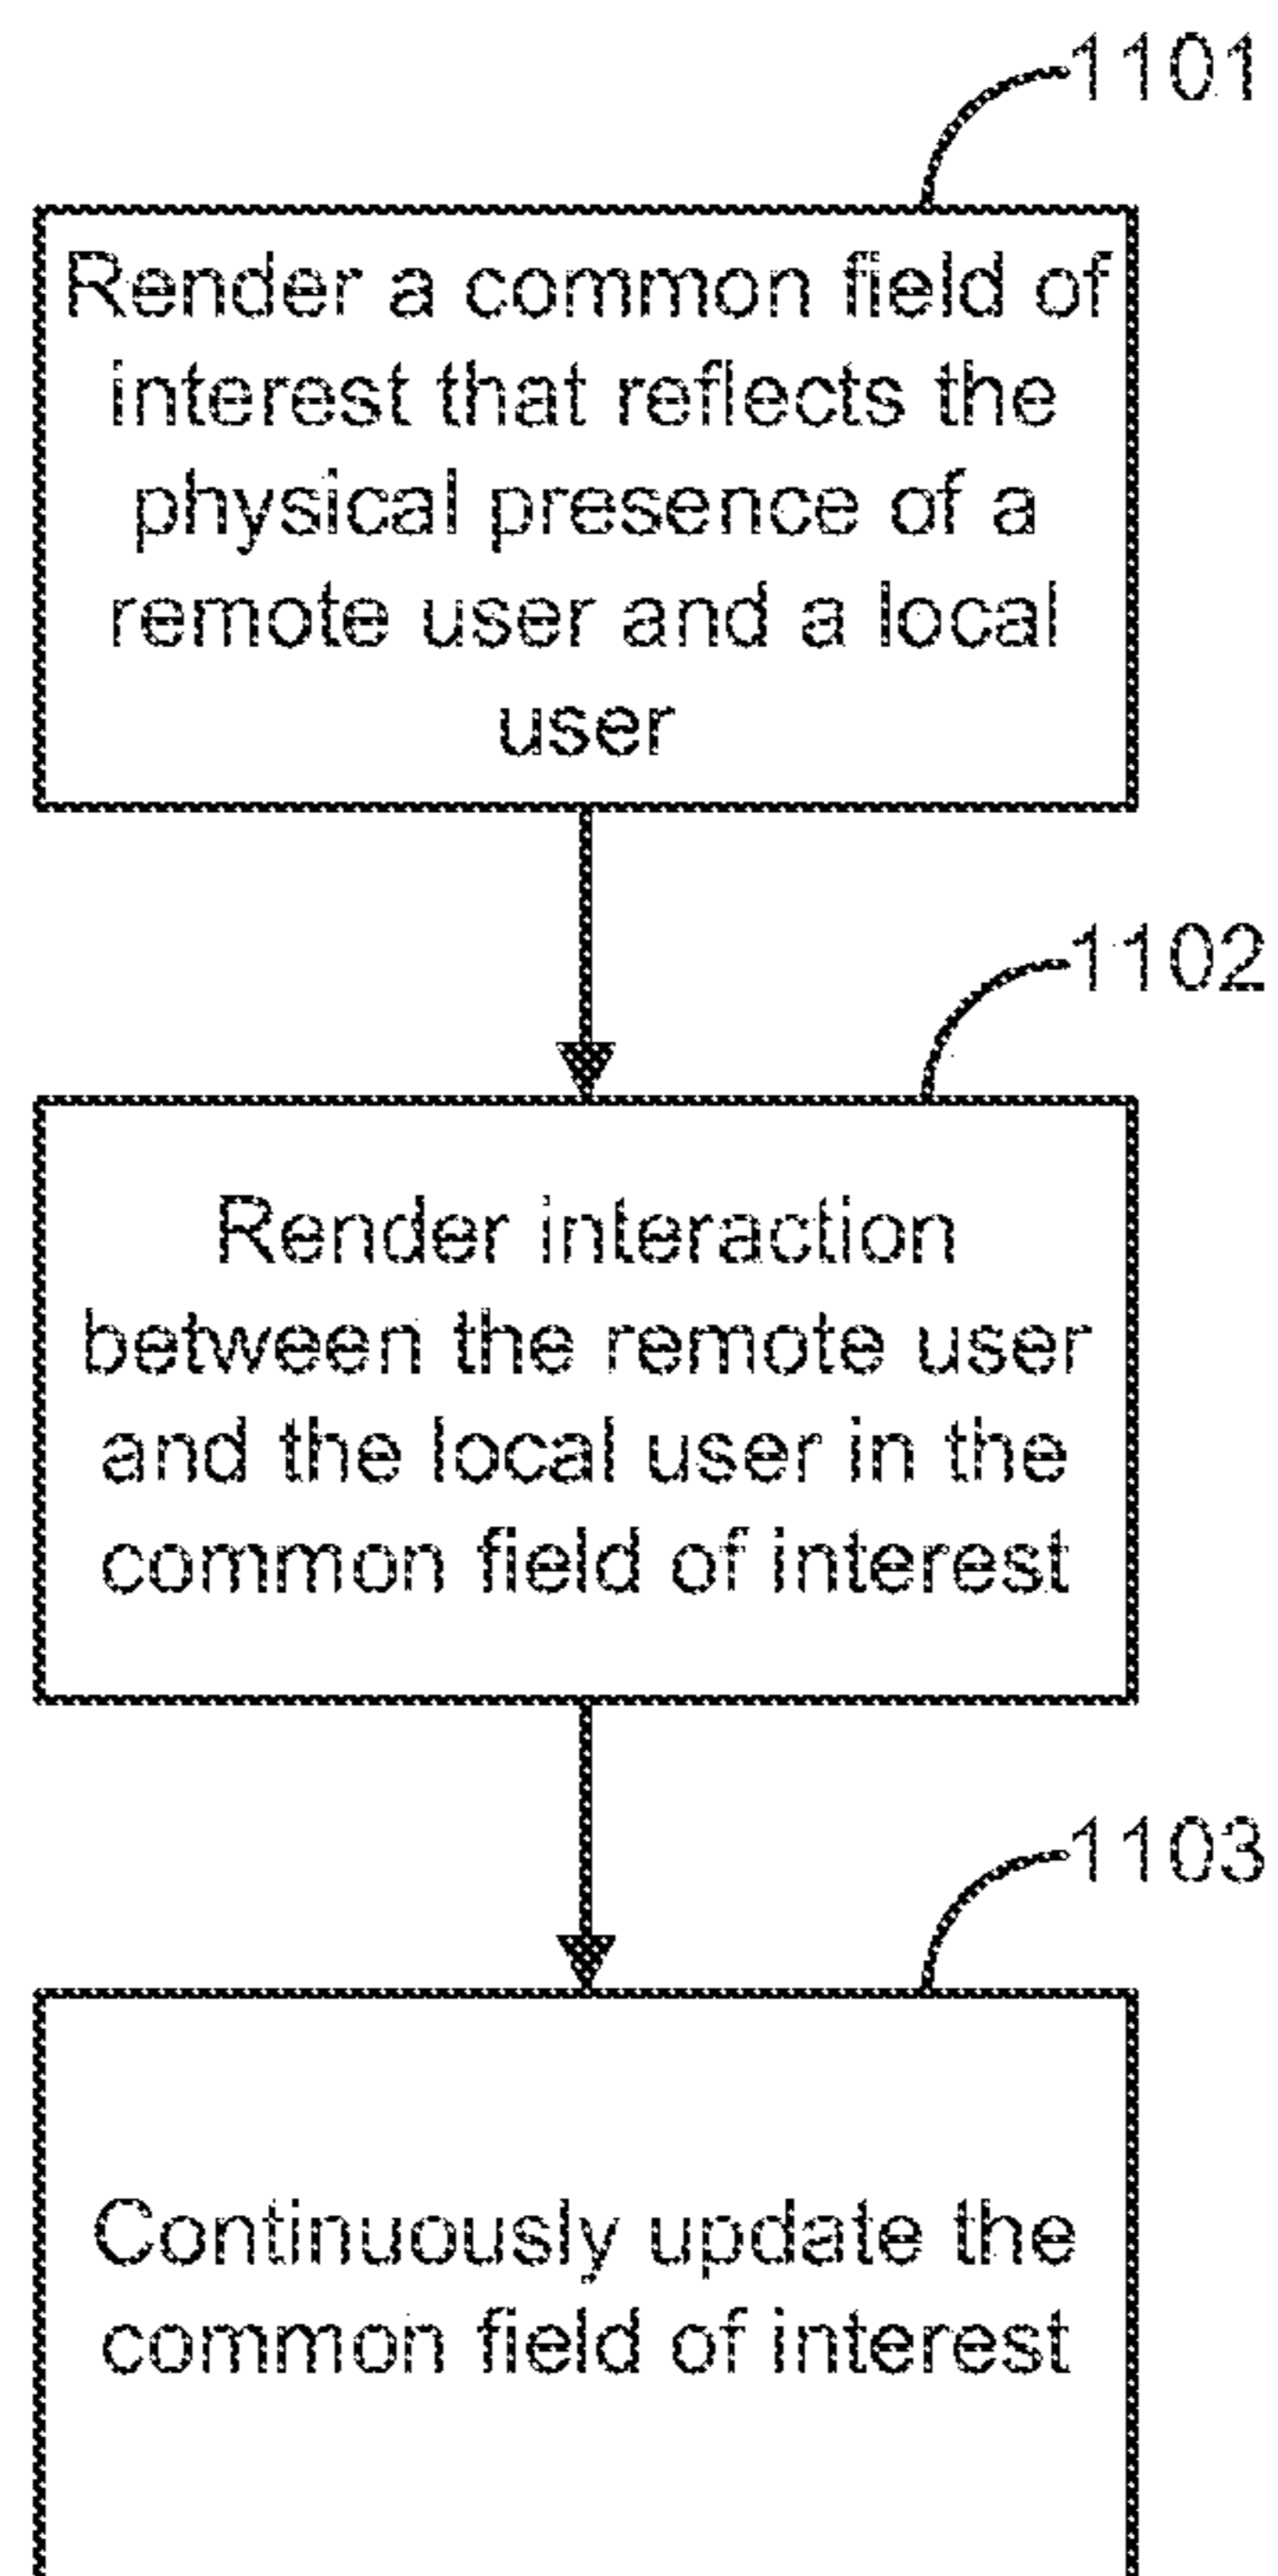 1101
Render a common field of
interest that reflects the
physical presence of a
remote user and a local
user
1102
Render interaction
between the remote user
and the local user in the
common field of interest
1103
Continuously update the
common field of interest